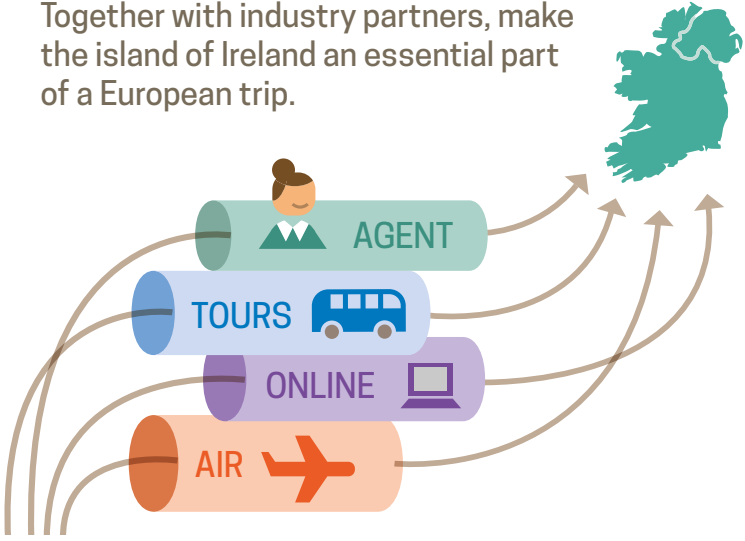 Together with industry partners, make
the island of Ireland an essential part
of a European trip.
AGENT
TOURS
ONLINE
AIR